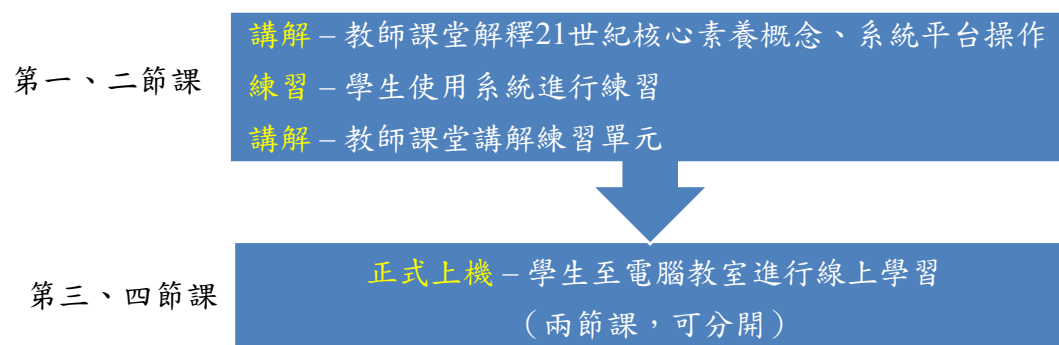 第一、二節課
講解 – 教師課堂解釋21世紀核心素養概念、系統平台操作
練習 – 學生使用系統進行練習
講解 – 教師課堂講解練習單元
第三、四節課
正式上機 – 學生至電腦教室進行線上學習
（兩節課，可分開）